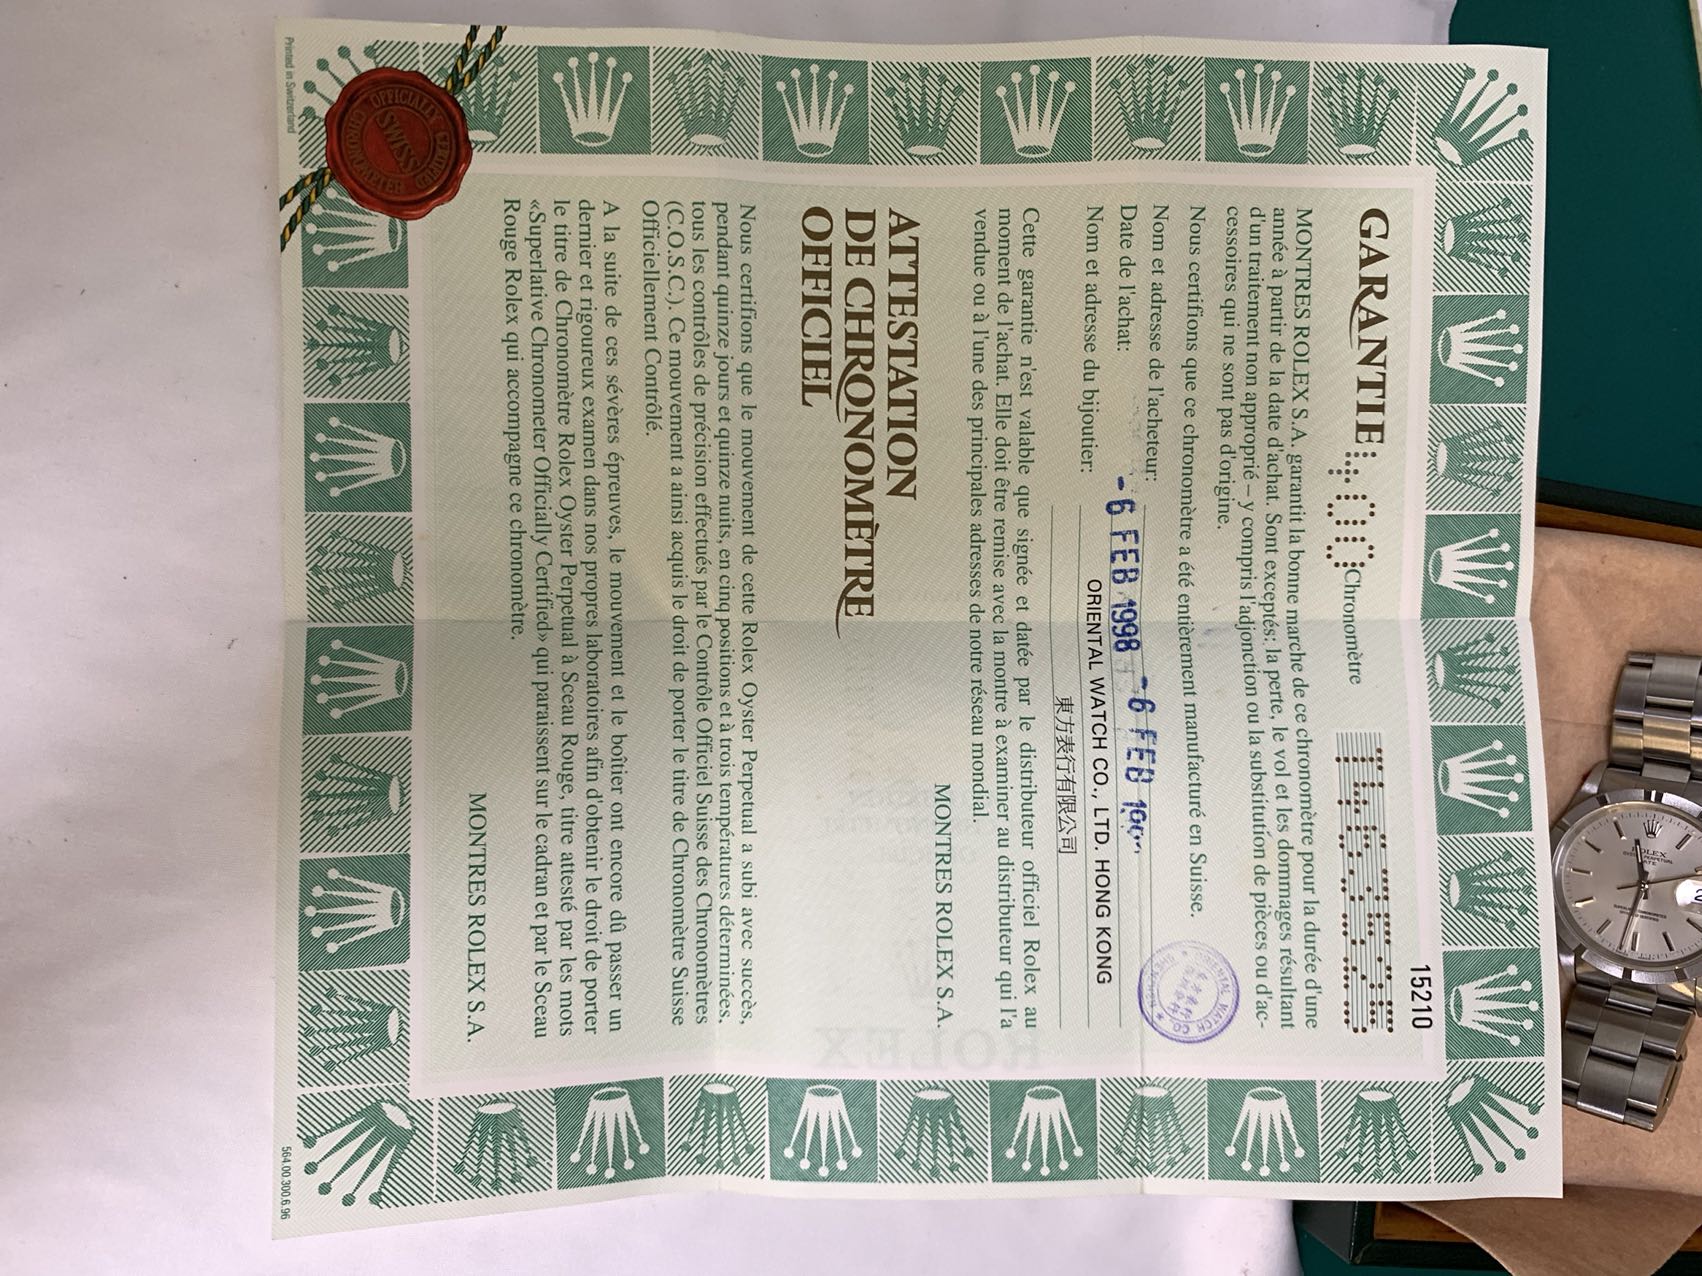 15210
GARANTIE
Chronomètre
MONTRES ROLEX S.A. garantit la bonne marche de ce chronomètre pour la durée d'une
année à partir de la date d'achat. Sont exceptés: la perte, le vol et les dommages résultant
d'un traitement non approprié – y compris l'adjonction ou la substitution de pièces ou d'ac-
cessoires qui ne sont pas d'origine.
Nous certifions que ce chronomètre a été entièrement manufacturé en Suisse.
Nom et adresse de l'acheteur:
- 6 FEB
Date de l'achat: - 6 FEB 1998
Nom et adresse du bijoutier: ORIENTAL WATCH CO., LTD. HONG KONG
東方表行有限公司
Cette garantie n'est valable que signée et datée par le distributeur officiel Rolex au
moment de l'achat. Elle doit être remise avec la montre à examiner au distributeur qui l'a
vendue ou à l'une des principales adresses de notre réseau mondial.
MONTRES ROLEX S.A.
ATTESTATION
DE CHRONOMÈTRE
OFFICIEL
Nous certifions que le mouvement de cette Rolex Oyster Perpetual a subi avec succès,
pendant quinze jours et quinze nuits, en cinq positions et à trois températures déterminées,
tous les contrôles de précision effectués par le Contrôle Officiel Suisse des Chronomètres
(C.O.S.C.). Ce mouvement a ainsi acquis le droit de porter le titre de Chronomètre Suisse
Officiellement Contrôlé.
A la suite de ces sévères épreuves, le mouvement et le boîtier ont encore dû passer un
dernier et rigoureux examen dans nos propres laboratoires afin d'obtenir le droit de porter
le titre de Chronomètre Rolex Oyster Perpetual à Sceau Rouge, titre attesté par les mots
«Superlative Chronometer Officially Certified» qui paraissent sur le cadran et par le Sceau
Rouge Rolex qui accompagne ce chronomètre.
MONTRES ROLEX S.A.
OFFICIALLY CERTIFIED
SWISS
CHRONOMETER
Printed in Switzerland
564.00.300.6.96
ROLEX
OYSTER PERPETUAL
DATE